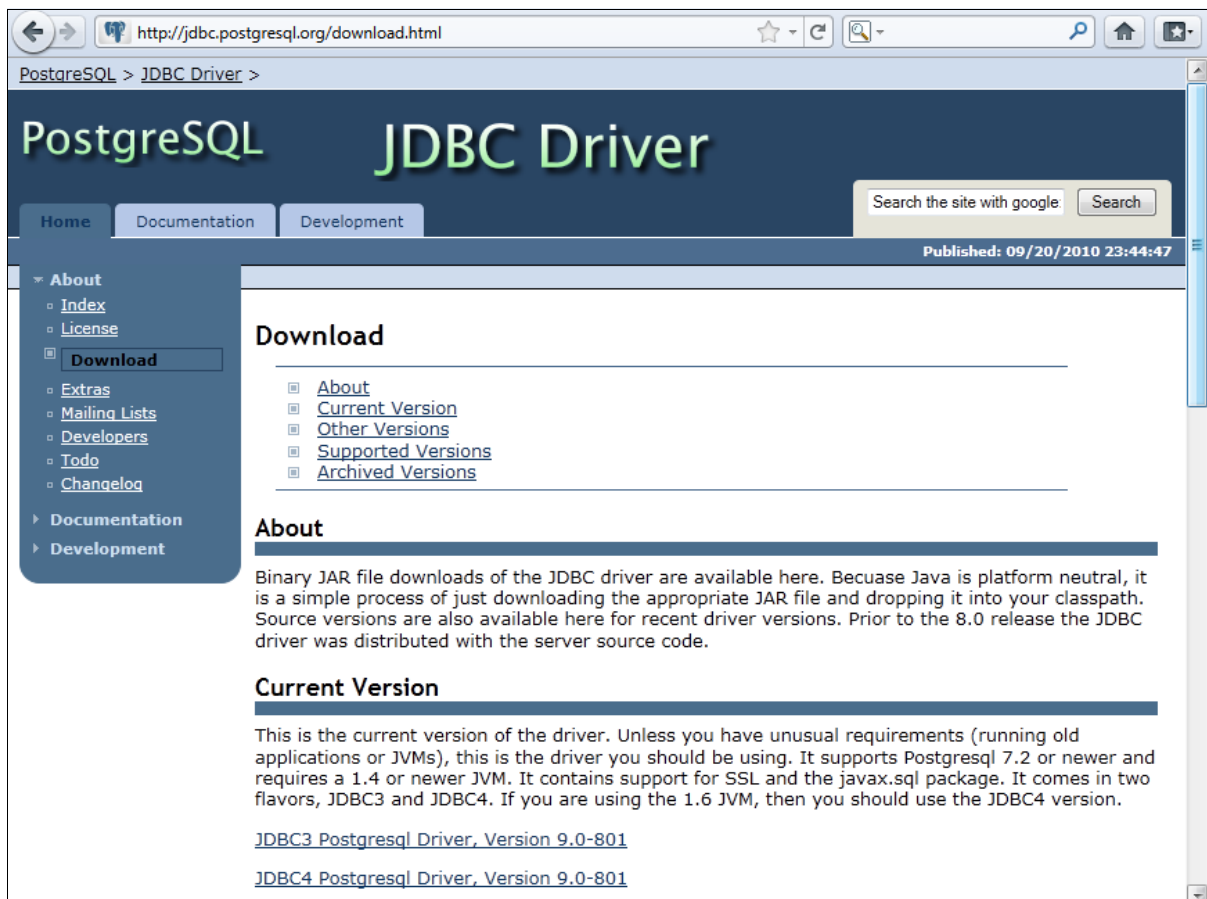 http://jdbc.postgresql.org/download.html
PostgreSQL > JDBC Driver >
PostgreSQL
JDBC Driver
Home
Documentation
Development
Search the site with google:
Search
Published: 09/20/2010 23:44:47
About
Index
License
Download
Extras
Mailing Lists
Developers
Todo
Changelog
Documentation
Development
Download
About
Current Version
Other Versions
Supported Versions
Archived Versions
About
Binary JAR file downloads of the JDBC driver are available here. Becuase Java is platform neutral, it
is a simple process of just downloading the appropriate JAR file and dropping it into your classpath.
Source versions are also available here for recent driver versions. Prior to the 8.0 release the JDBC
driver was distributed with the server source code.
Current Version
This is the current version of the driver. Unless you have unusual requirements (running old
applications or JVMs), this is the driver you should be using. It supports Postgresql 7.2 or newer and
requires a 1.4 or newer JVM. It contains support for SSL and the javax.sql package. It comes in two
flavors, JDBC3 and JDBC4. If you are using the 1.6 JVM, then you should use the JDBC4 version.
JDBC3 Postgresql Driver, Version 9.0-801
JDBC4 Postgresql Driver, Version 9.0-801